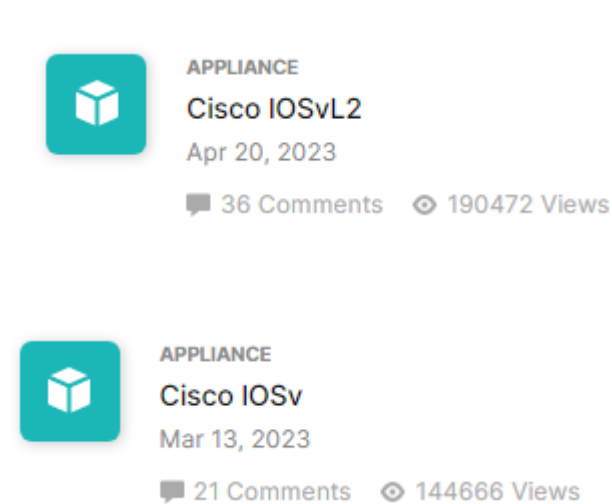 APPLIANCE
Cisco IOSvL2
Apr 20, 2023
36 Comments 190472 Views
APPLIANCE
Cisco IOSv
Mar 13, 2023
21 Comments 144666 Views